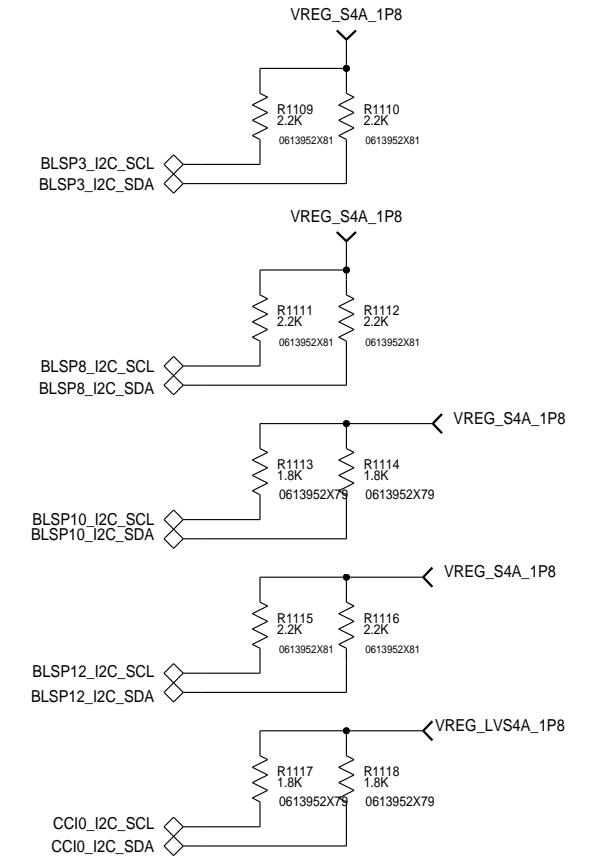 VREG_S4A_1P8
R1109
2.2K
0613952X81
R1110
2.2K
0613952X81
BLSP3_I2C_SCL
BLSP3_I2C_SDA
VREG_S4A_1P8
R1111
2.2K
0613952X81
R1112
2.2K
0613952X81
BLSP8_I2C_SCL
BLSP8_I2C_SDA
VREG_S4A_1P8
R1113
1.8K
0613952X79
R1114
1.8K
0613952X79
BLSP10_I2C_SCL
BLSP10_I2C_SDA
VREG_S4A_1P8
R1115
2.2K
0613952X81
R1116
2.2K
0613952X81
BLSP12_I2C_SCL
BLSP12_I2C_SDA
VREG_LVS4A_1P8
R1117
1.8K
0613952X79
R1118
1.8K
0613952X79
CCI0_I2C_SCL
CCI0_I2C_SDA